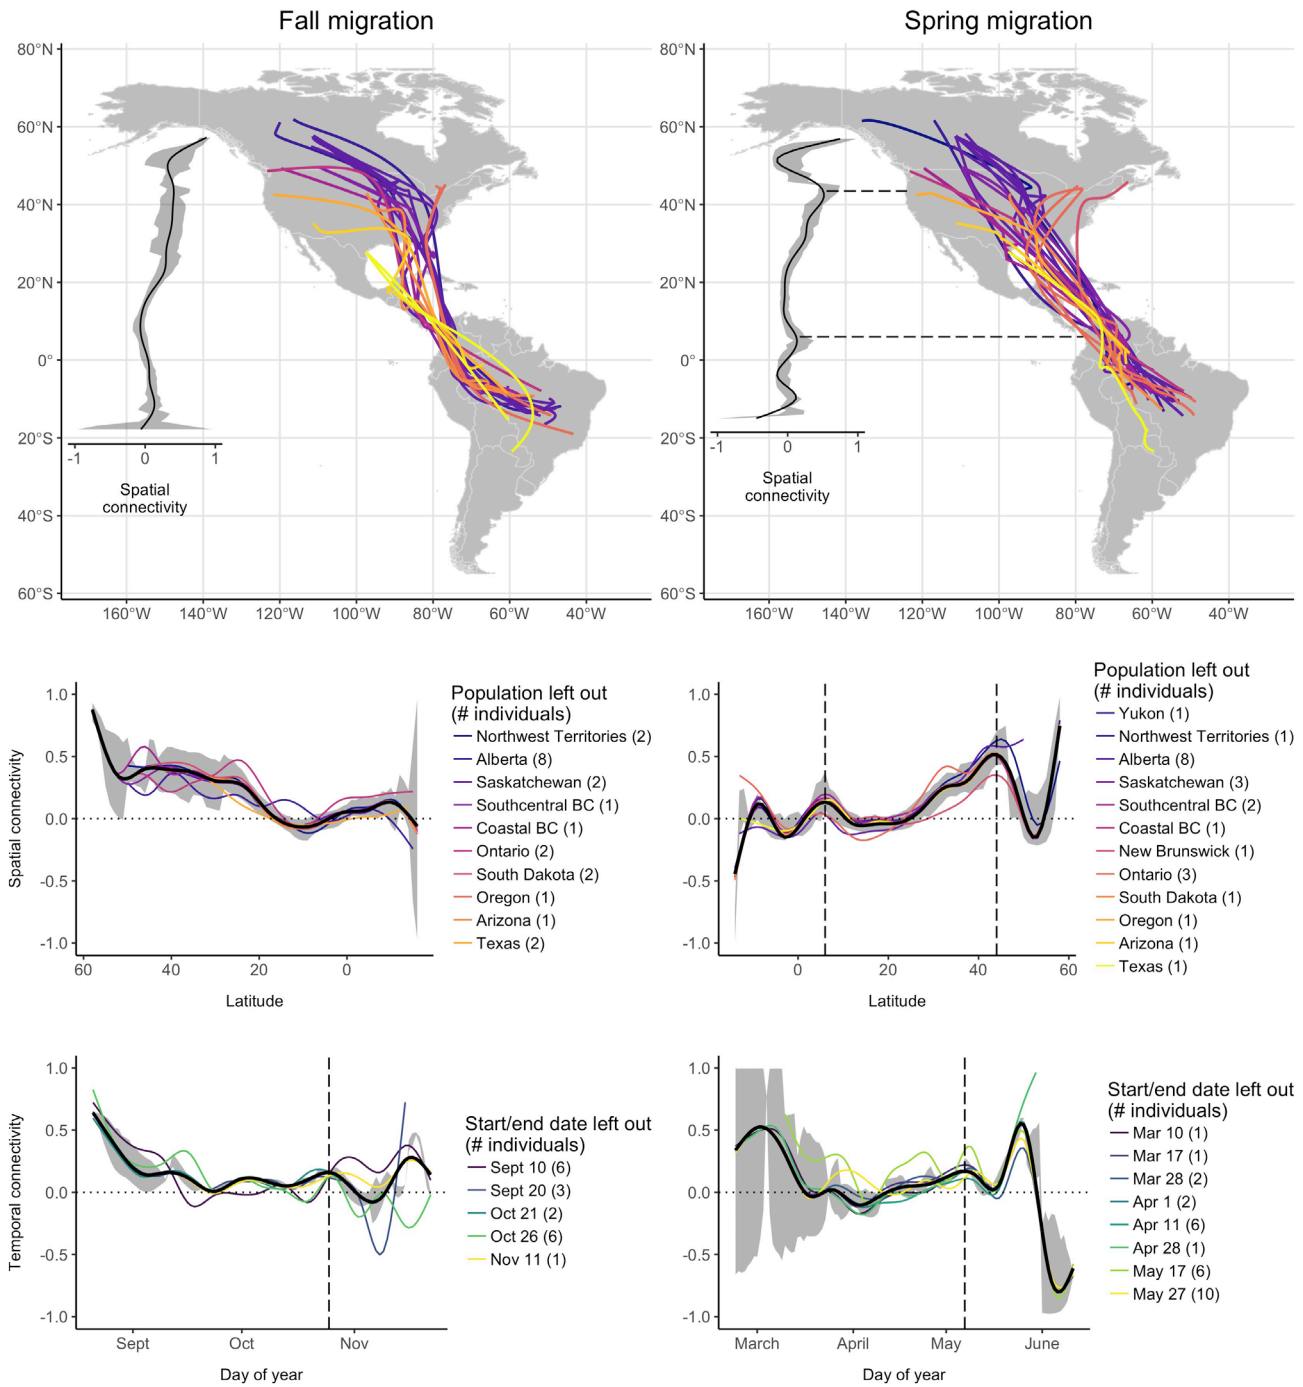 Fall migration
Spring migration
80°N
60°N
40°N
20°N
0°
20°S
40°S
60°S
-1 0 1
Spatial
connectivity
160°W 140°W 120°W 100°W 80°W 60°W 40°W
80°N
60°N
40°N
20°N
0°
20°S
40°S
60°S
-1 0 1
Spatial
connectivity
160°W 140°W 120°W 100°W 80°W 60°W 40°W
Spatial connectivity
1.0
0.5
0.0
-0.5
-1.0
60 40 20 0
Latitude
Population left out
(# individuals)
Northwest Territories (2)
Alberta (8)
Saskatchewan (2)
Southcentral BC (1)
Coastal BC (1)
Ontario (2)
South Dakota (2)
Oregon (1)
Arizona (1)
Texas (2)
1.0
0.5
0.0
-0.5
-1.0
0 20 40 60
Latitude
Population left out
(# individuals)
Yukon (1)
Northwest Territories (1)
Alberta (8)
Saskatchewan (3)
Southcentral BC (2)
Coastal BC (1)
New Brunswick (1)
Ontario (3)
South Dakota (1)
Oregon (1)
Arizona (1)
Texas (1)
Temporal connectivity
1.0
0.5
0.0
-0.5
-1.0
Sept Oct Nov
Day of year
Start/end date left out
(# individuals)
Sept 10 (6)
Sept 20 (3)
Oct 21 (2)
Oct 26 (6)
Nov 11 (1)
1.0
0.5
0.0
-0.5
-1.0
March April May June
Day of year
Start/end date left out
(# individuals)
Mar 10 (1)
Mar 17 (1)
Mar 28 (2)
Apr 1 (2)
Apr 11 (6)
Apr 28 (1)
May 17 (6)
May 27 (10)